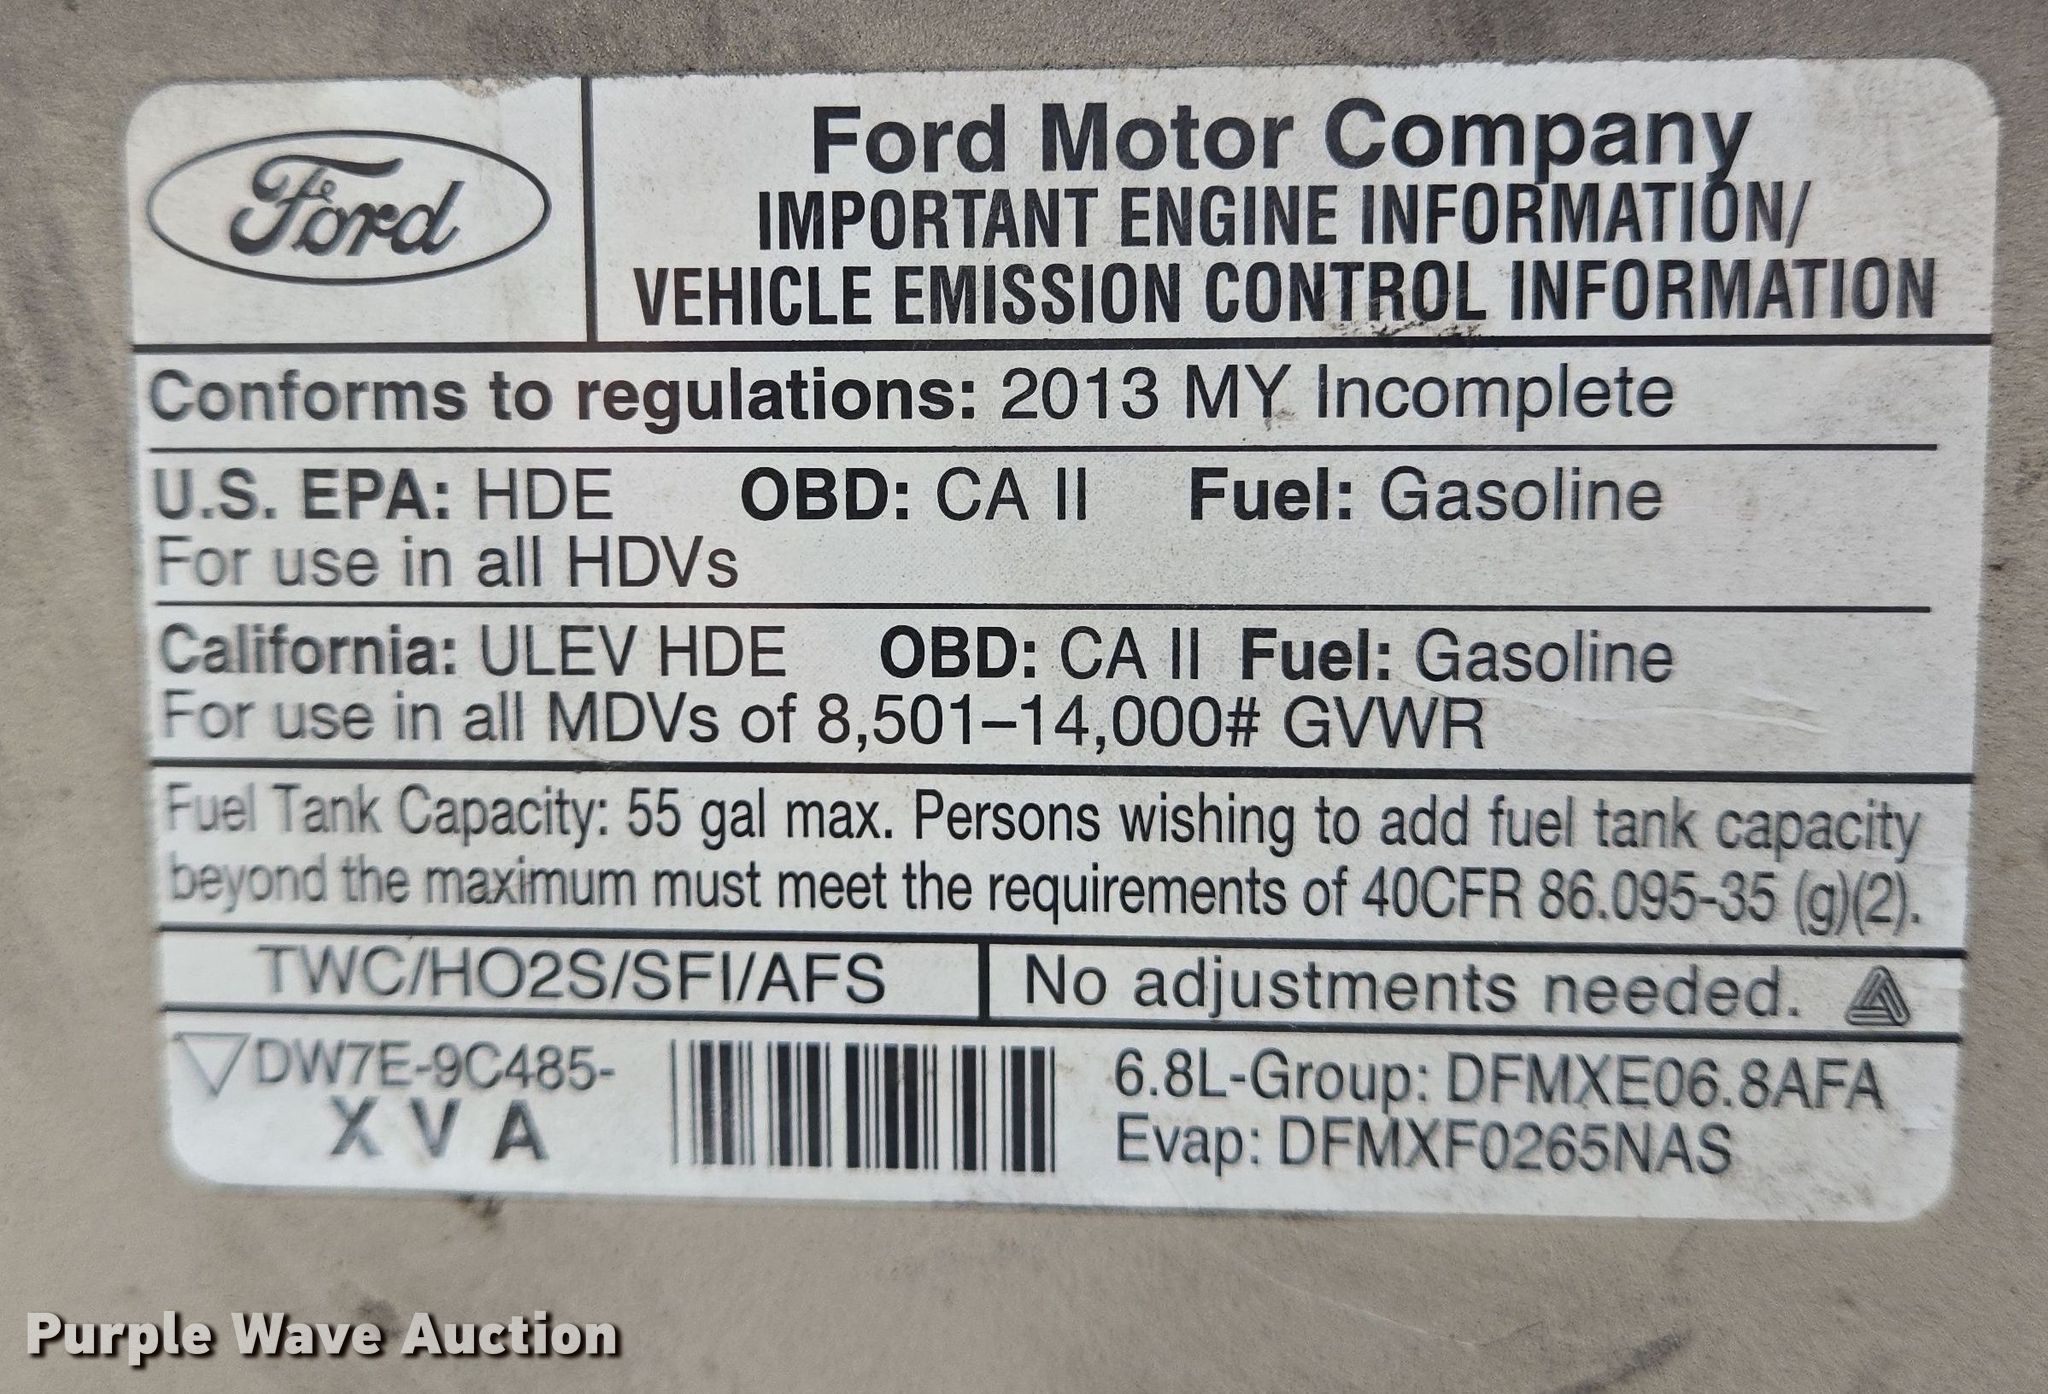 Ford
Ford Motor Company
IMPORTANT ENGINE INFORMATION/
VEHICLE EMISSION CONTROL INFORMATION
Conforms to regulations: 2013 MY Incomplete
U.S. EPA: HDE OBD: CA II Fuel: Gasoline
For use in all HDVs
California: ULEV HDE OBD: CA II Fuel: Gasoline
For use in all MDVs of 8,501–14,000# GVWR
Fuel Tank Capacity: 55 gal max. Persons wishing to add fuel tank capacity
beyond the maximum must meet the requirements of 40CFR 86.095-35 (g)(2).
TWC/HO2S/SFI/AFS
No adjustments needed.
DW7E-9C485-
X V A
6.8L-Group: DFMXE06.8AFA
Evap: DFMXF0265NAS
Purple Wave Auction